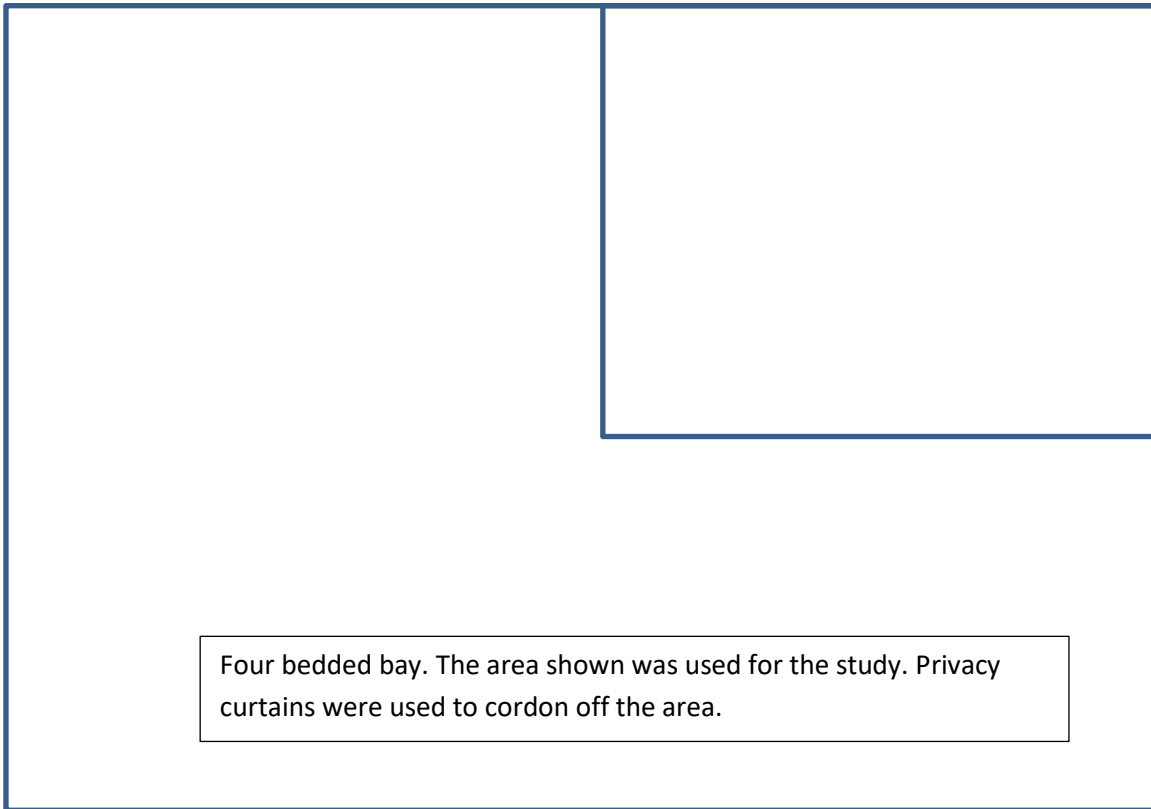 Four bedded bay. The area shown was used for the study. Privacy
curtains were used to cordon off the area.